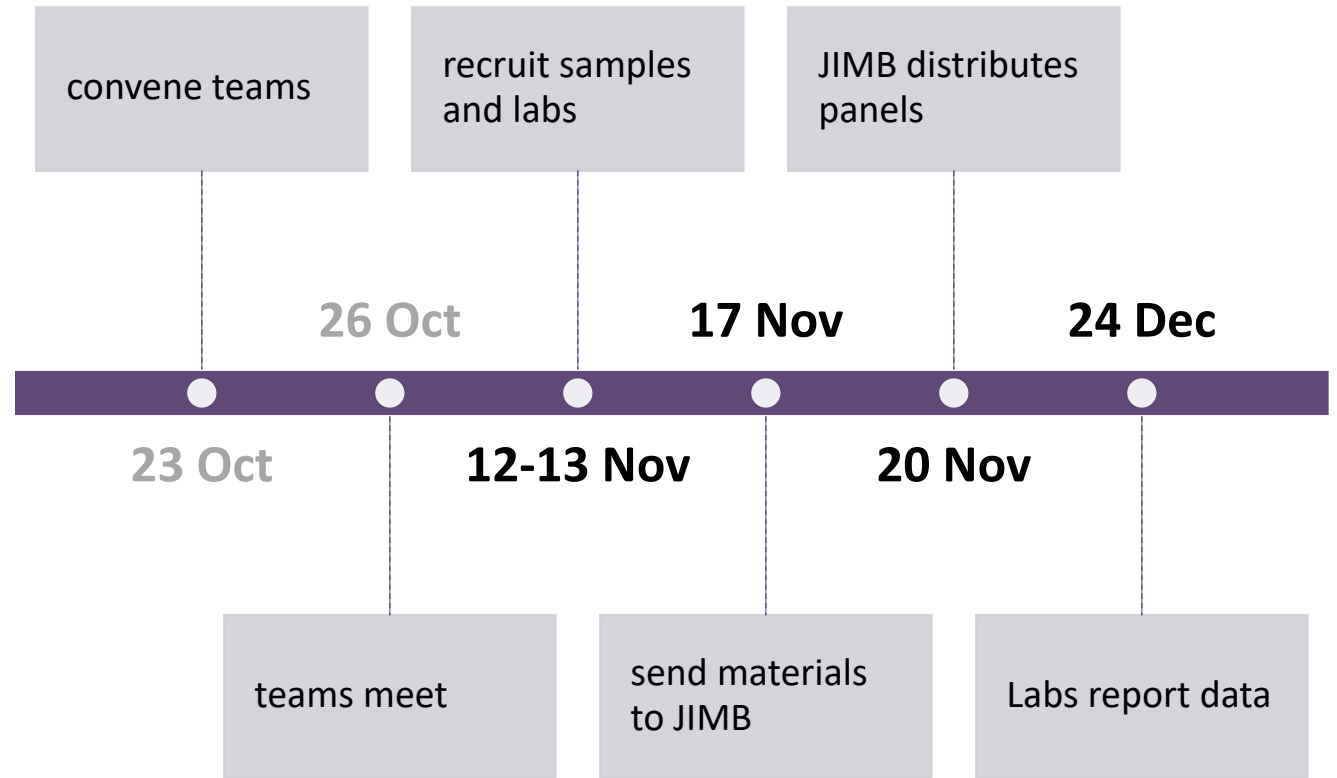 convene teams
recruit samples
and labs
JIMB distributes
panels
26 Oct
17 Nov
24 Dec
23 Oct
12-13 Nov
20 Nov
teams meet
send materials
to JIMB
Labs report data